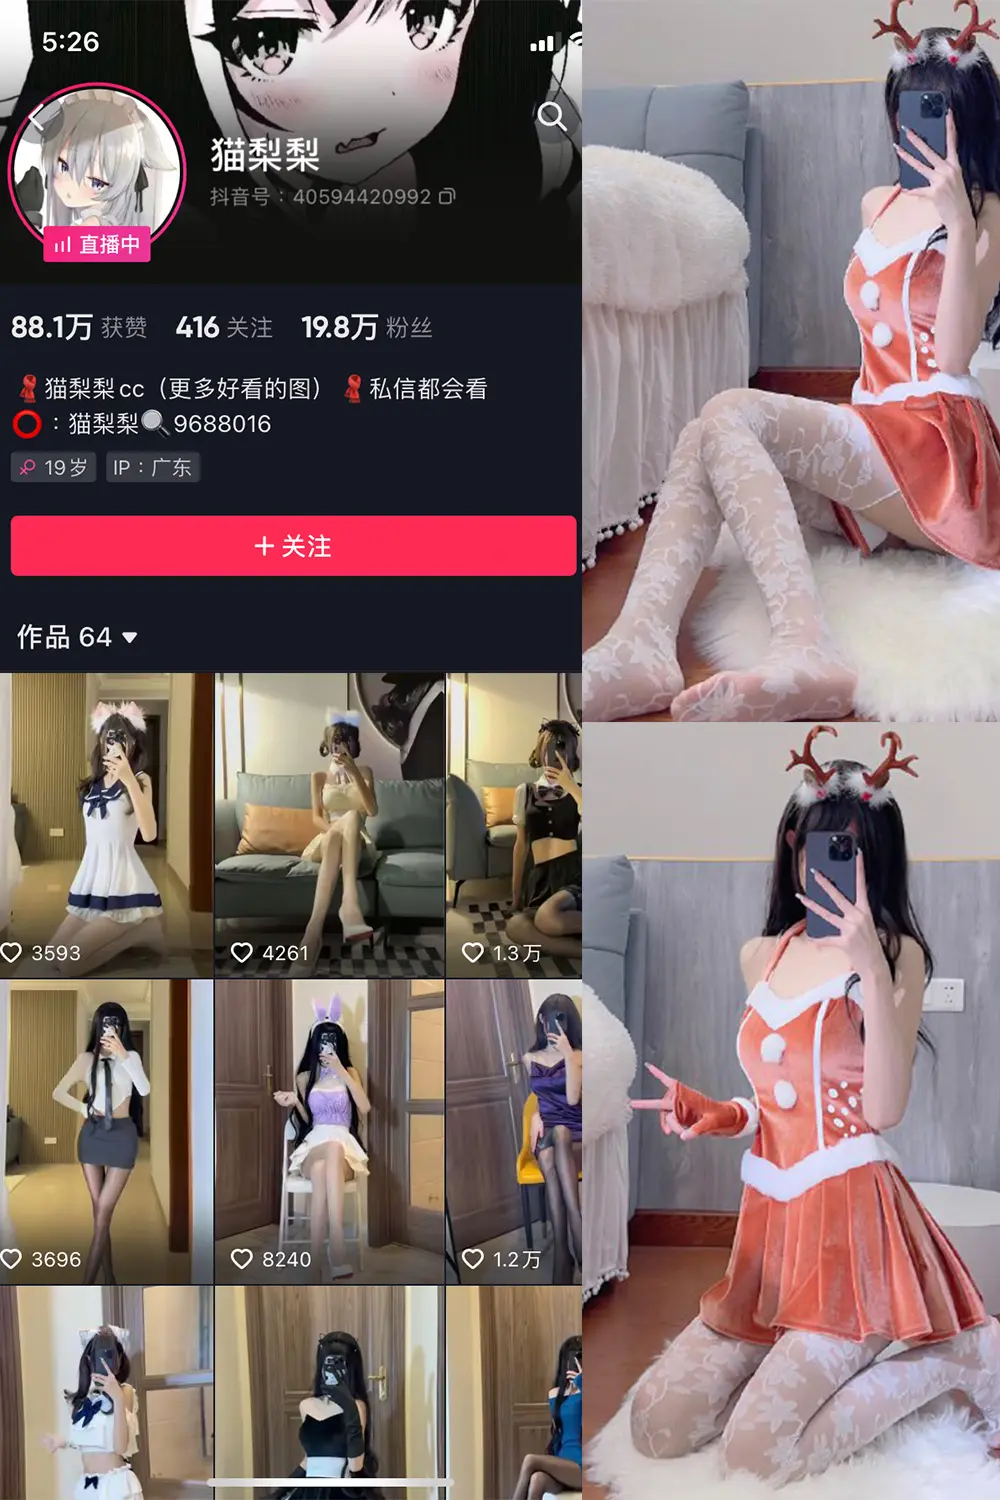 5:26
猫梨梨
抖音号：40594420992
直播中
88.1万 获赞 416 关注 19.8万 粉丝
猫梨梨cc（更多好看的图） 私信都会看
：猫梨梨🔍9688016
19岁 IP：广东
+ 关注
作品 64
3593 4261 1.3万
3696 8240 1.2万